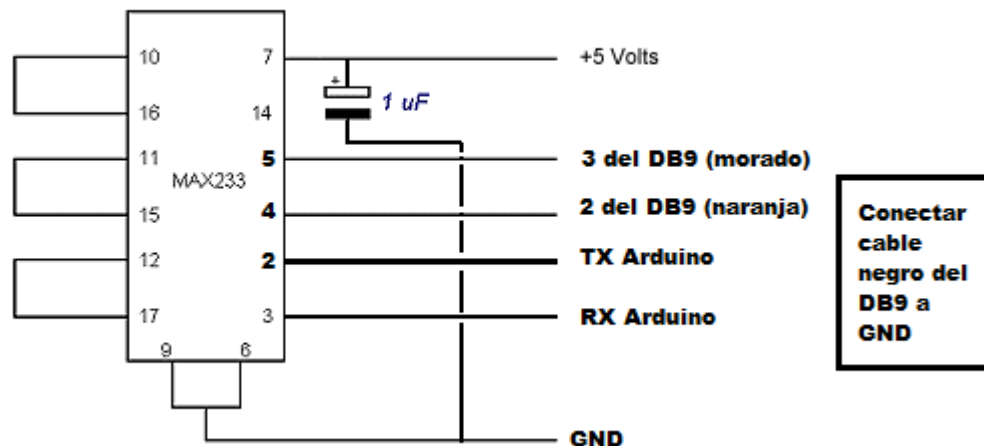 10 7 +5 Volts
+
1 uF
16 14
11 5 3 del DB9 (morado)
MAX233
15 4 2 del DB9 (naranja)
12 2 TX Arduino
17 3 RX Arduino
9 6
GND
Conectar
cable
negro del
DB9 a
GND